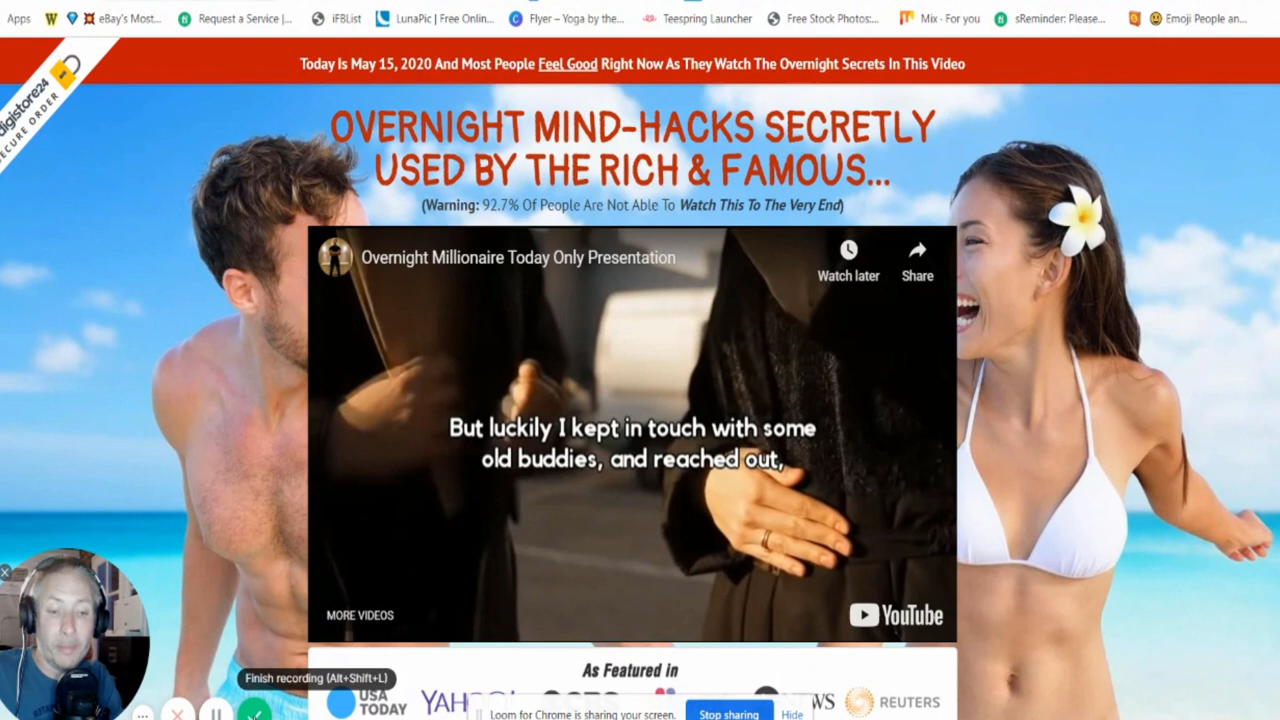 Apps eBay's Most... Request a Service |... iFBList LunaPic | Free Onlin... Flyer – Yoga by the... Teespring Launcher Free Stock Photos:... Mix · For you sReminder: Please... Emoji People an...
digistore24
SECURE ORDER
Today Is May 15, 2020 And Most People Feel Good Right Now As They Watch The Overnight Secrets In This Video
OVERNIGHT MIND-HACKS SECRETLY
USED BY THE RICH & FAMOUS...
(Warning: 92.7% Of People Are Not Able To Watch This To The Very End)
Overnight Millionaire Today Only Presentation
Watch later
Share
But luckily I kept in touch with some
old buddies, and reached out,
MORE VIDEOS
YouTube
As Featured in
Finish recording (Alt+Shift+L)
USA
TODAY
REUTERS
Loom for Chrome is sharing your screen.
Stop sharing
Hide